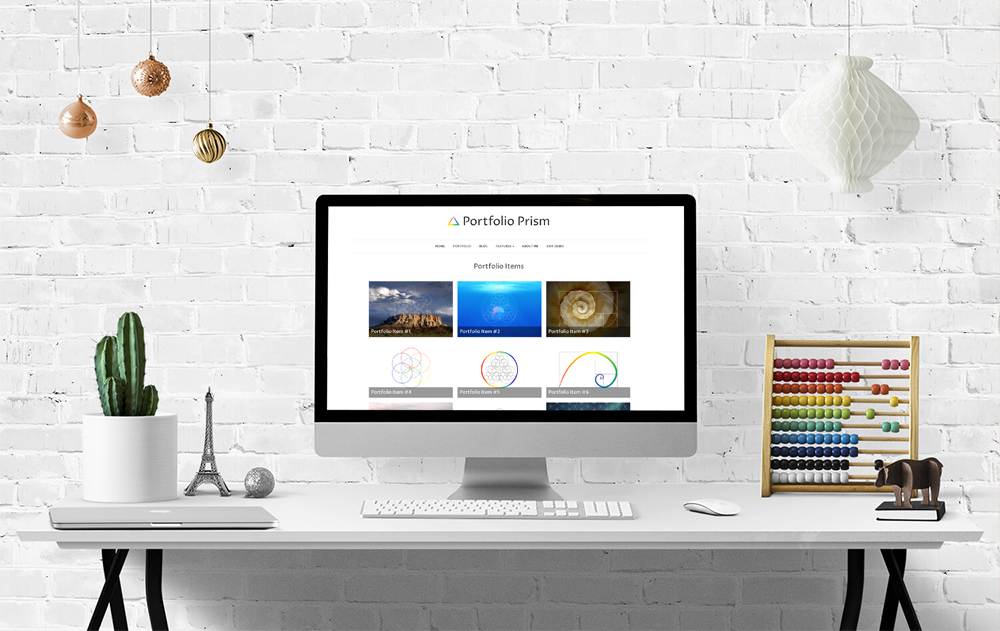 Portfolio Prism
HOME PORTFOLIO BLOG FEATURES ABOUT ME
Portfolio Items
Portfolio Item #1 Portfolio Item #2 Portfolio Item #3
Portfolio Item #4 Portfolio Item #5 Portfolio Item #6